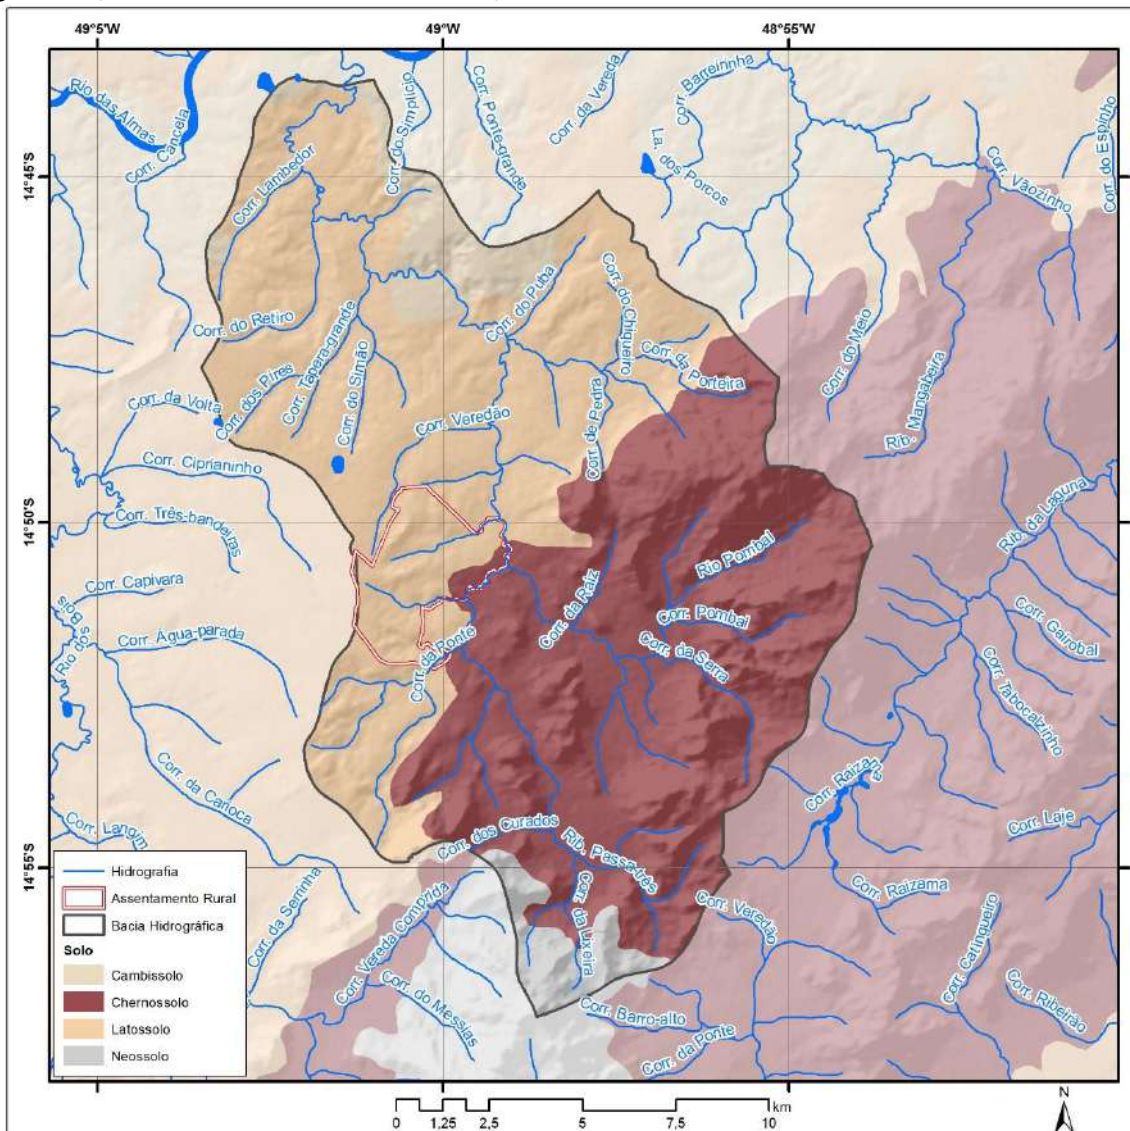 49°5'W
49°W
48°55'W
14°45'S
14°50'S
14°55'S
Rio das Almas
Corr. Cancela
Corr. do Simplício
Corr. Ponte-grande
Corr. da Vereda
Corr. Barreirinha
La. dos Porcos
Corr. Vãozinho
Corr. do Espinho
Corr. Lambedor
Corr. do Puba
Corr. do Chiqueiro
Corr. da Porteira
Corr. do Meio
Rib. Mangabeira
Corr. do Retiro
Corr. Tapera-grande
Corr. dos Pires
Corr. do Simão
Corr. da Volta
Corr. Veredão
Corr. de Pedra
Corr. Ciprianinho
Corr. Três-bandeiras
Rib. da Laguna
Rio Pombal
Corr. Capivara
Corr. da Raiz
Corr. Pombal
Rio dos Bois
Corr. Água-parada
Corr. da Ponte
Corr. da Serra
Corr. Gairobal
Corr. Tabocalzinho
Corr. da Carioca
Corr. Raizama
Corr. Laje
Corr. dos Curados
Rib. Passa-três
Corr. Raizama
Corr. da Serrinha
Corr. Vereda Comprida
Corr. da Lixeira
Corr. Veredão
Corr. Catingueiro
Corr. do Messias
Corr. Barro-alto
Corr. da Ponte
Corr. Ribeirão
Hidrografia
Assentamento Rural
Bacia Hidrográfica
Solo
Cambissolo
Chernossolo
Latossolo
Neossolo
0 1,25 2,5 5 7,5 10 km
N